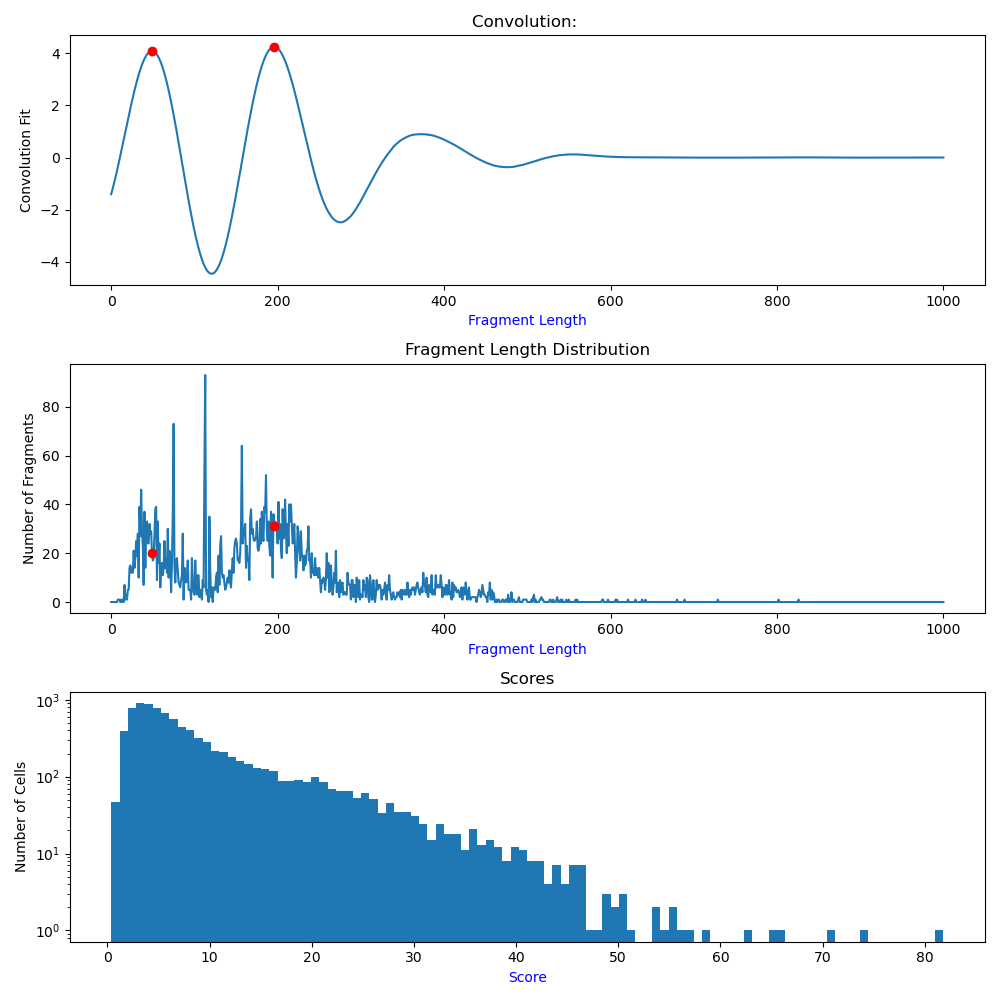 Convolution:
4
2
0
−2
−4
Convolution Fit
0 200 400 600 800 1000
Fragment Length
Fragment Length Distribution
80
60
40
20
0
Number of Fragments
0 200 400 600 800 1000
Fragment Length
Scores
10³
10²
10¹
10⁰
Number of Cells
0 10 20 30 40 50 60 70 80
Score